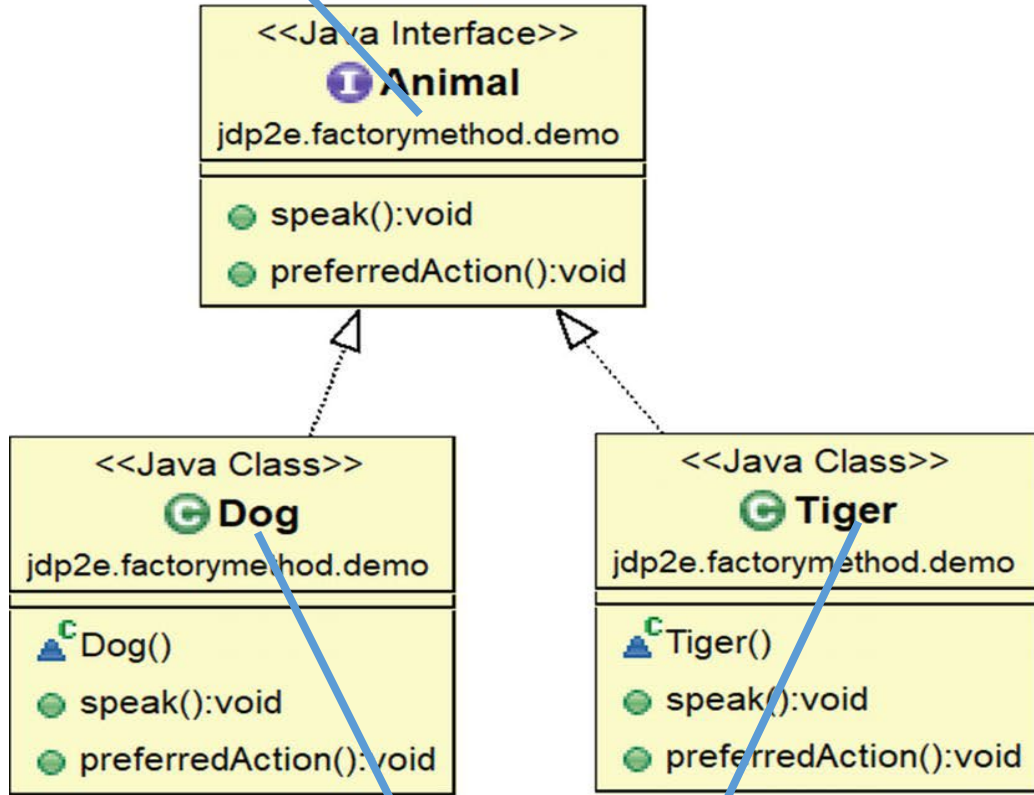 <<Java Interface>>
I Animal
jdp2e.factorymethod.demo
speak():void
preferredAction():void
<<Java Class>>
C Dog
jdp2e.factorymethod.demo
C Dog()
speak():void
preferredAction():void
<<Java Class>>
C Tiger
jdp2e.factorymethod.demo
C Tiger()
speak():void
preferredAction():void